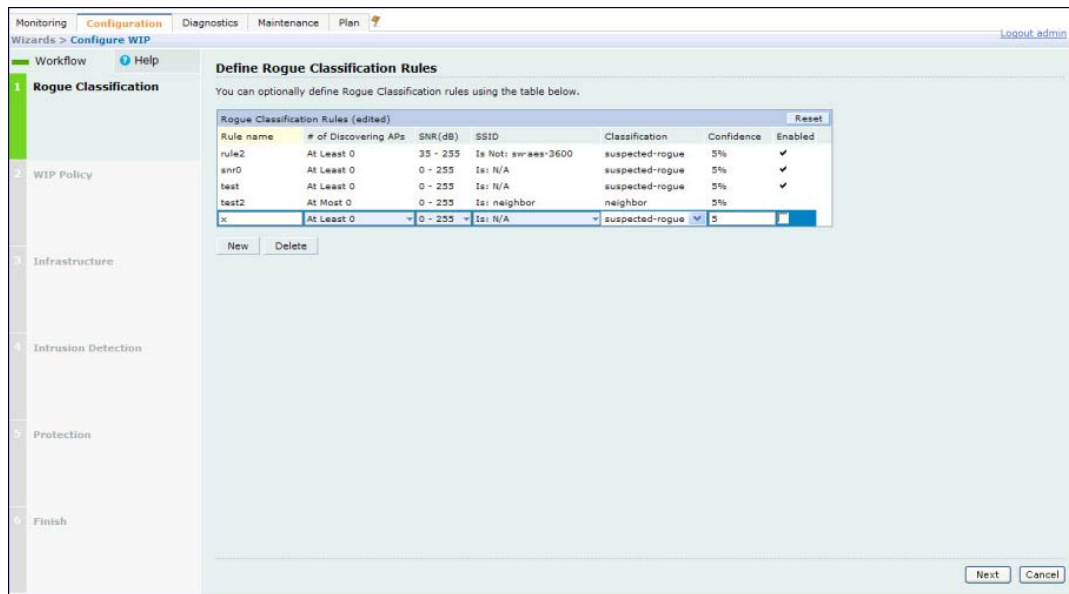 Monitoring Configuration Diagnostics Maintenance Plan
Wizards > Configure WIP Logout admin
Workflow Help
1 Rogue Classification
2 WIP Policy
3 Infrastructure
4 Intrusion Detection
5 Protection
6 Finish
Define Rogue Classification Rules
You can optionally define Rogue Classification rules using the table below.
Rogue Classification Rules (edited) Reset
Rule name # of Discovering APs SNR(dB) SSID Classification Confidence Enabled
rule2 At Least 0 35 - 255 Is Not: sw-aes-3600 suspected-rogue 5% ✔
snr0 At Least 0 0 - 255 Is: N/A suspected-rogue 5% ✔
test At Least 0 0 - 255 Is: N/A suspected-rogue 5% ✔
test2 At Most 0 0 - 255 Is: neighbor neighbor 5%
x At Least 0 0 - 255 Is: N/A suspected-rogue 5
New Delete
Next Cancel